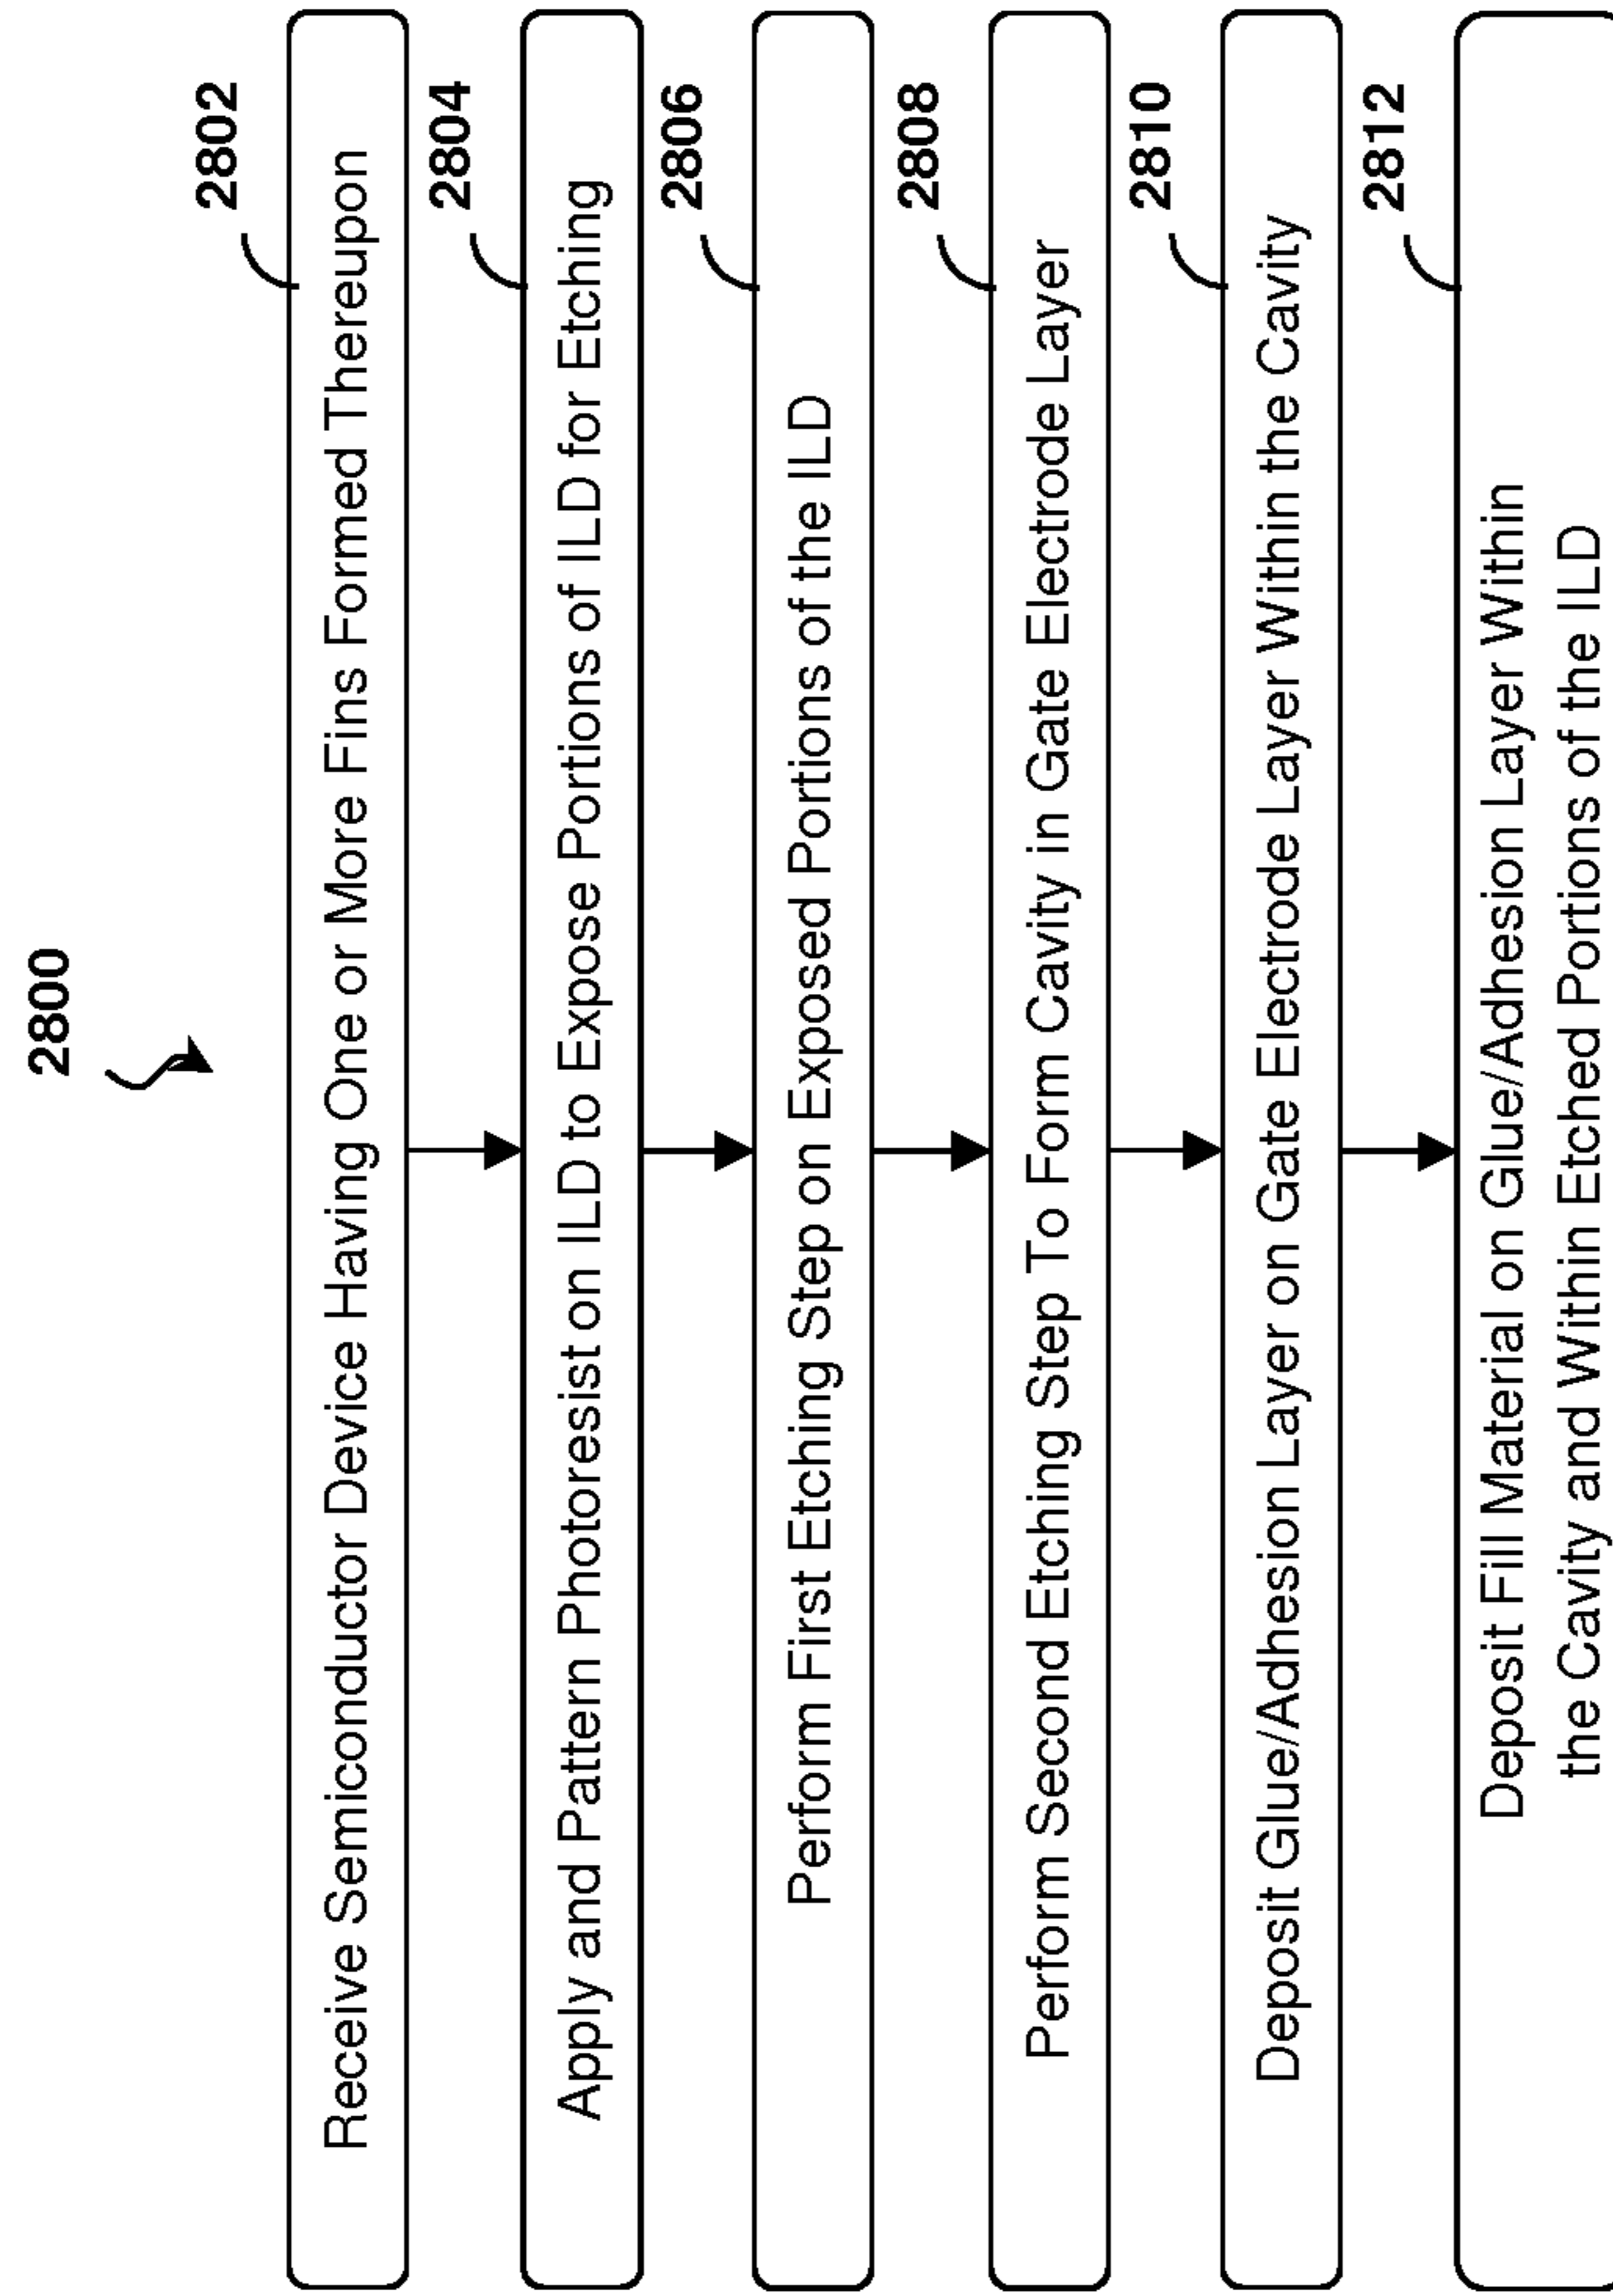 2800
2802
Receive Semiconductor Device Having One or More Fins Formed Thereupon
2804
Apply and Pattern Photoresist on ILD to Expose Portions of ILD for Etching
2806
Perform First Etching Step on Exposed Portions of the ILD
2808
Perform Second Etching Step To Form Cavity in Gate Electrode Layer
2810
Deposit Glue/Adhesion Layer on Gate Electrode Layer Within the Cavity
2812
Deposit Fill Material on Glue/Adhesion Layer Within
the Cavity and Within Etched Portions of the ILD